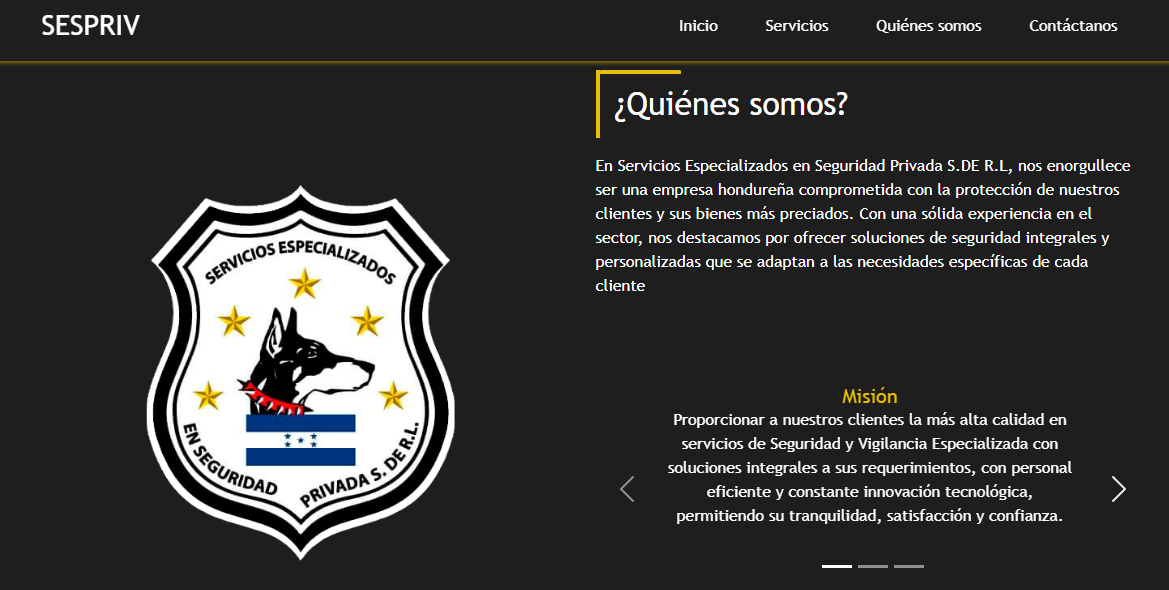 SESPRIV
Inicio
Servicios
Quiénes somos
Contáctanos
¿Quiénes somos?
En Servicios Especializados en Seguridad Privada S.DE R.L, nos enorgullece
ser una empresa hondureña comprometida con la protección de nuestros
clientes y sus bienes más preciados. Con una sólida experiencia en el
sector, nos destacamos por ofrecer soluciones de seguridad integrales y
personalizadas que se adaptan a las necesidades específicas de cada
cliente
SERVICIOS ESPECIALIZADOS
EN SEGURIDAD
PRIVADA S. DE R.L.
Misión
Proporcionar a nuestros clientes la más alta calidad en
servicios de Seguridad y Vigilancia Especializada con
soluciones integrales a sus requerimientos, con personal
eficiente y constante innovación tecnológica,
permitiendo su tranquilidad, satisfacción y confianza.